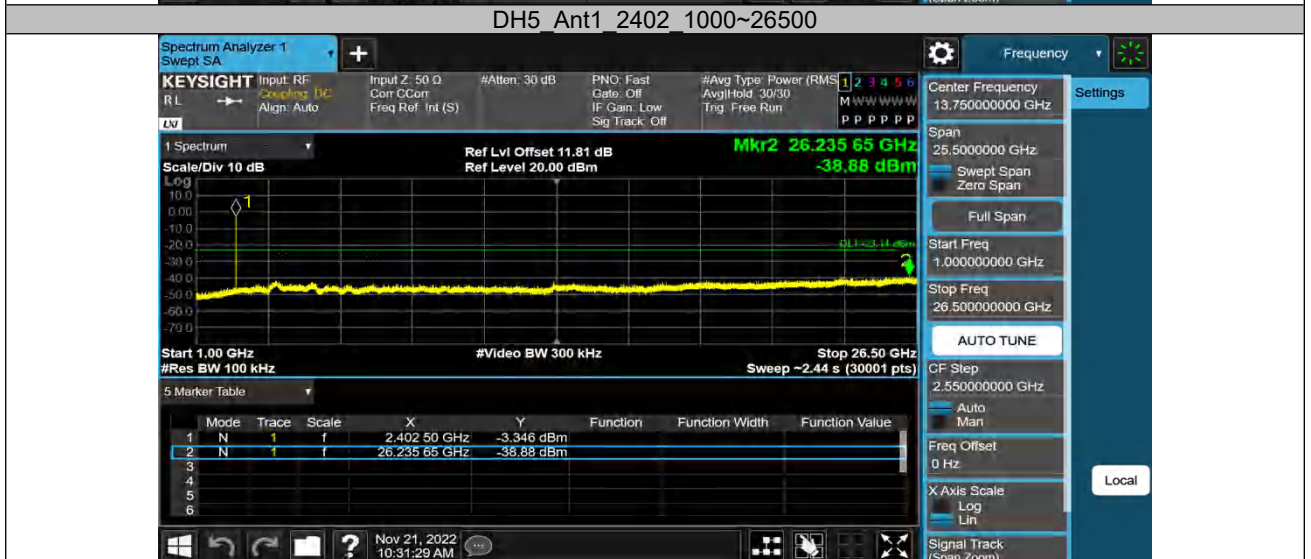 DH5_Ant1_2402_1000~26500
Spectrum Analyzer 1
Swept SA
+
Frequency
KEYSIGHT Input: RF Input Z: 50 Ω #Atten: 30 dB PNO: Fast #Avg Type: Power (RMS 1 2 3 4 5 6
RL Coupling: DC Corr CCorr Gate: Off Avg|Hold: 30/30 M W W W W W
Align: Auto Freq Ref: Int (S) IF Gain: Low Trig: Free Run
LXI Sig Track: Off P P P P P P
Center Frequency
13.750000000 GHz
Settings
1 Spectrum
Scale/Div 10 dB
Ref Lvl Offset 11.81 dB
Ref Level 20.00 dBm
Mkr2 26.235 65 GHz
-38.88 dBm
Log
10.0
0.00
-10.0
-20.0
-30.0
-40.0
-50.0
-60.0
-70.0
1
2
Start 1.00 GHz #Video BW 300 kHz Stop 26.50 GHz
#Res BW 100 kHz Sweep ~2.44 s (30001 pts)
Span
25.5000000 GHz
Swept Span
Zero Span
Full Span
Start Freq
1.000000000 GHz
Stop Freq
26.500000000 GHz
AUTO TUNE
CF Step
2.550000000 GHz
Auto
Man
Freq Offset
0 Hz
X Axis Scale
Log
Lin
Signal Track
(Span Zoom)
Local
5 Marker Table
Mode Trace Scale X Y Function Function Width Function Value
1 N 1 f 2.402 50 GHz -3.346 dBm
2 N 1 f 26.235 65 GHz -38.88 dBm
3
4
5
6
?
Nov 21, 2022
10:31:29 AM